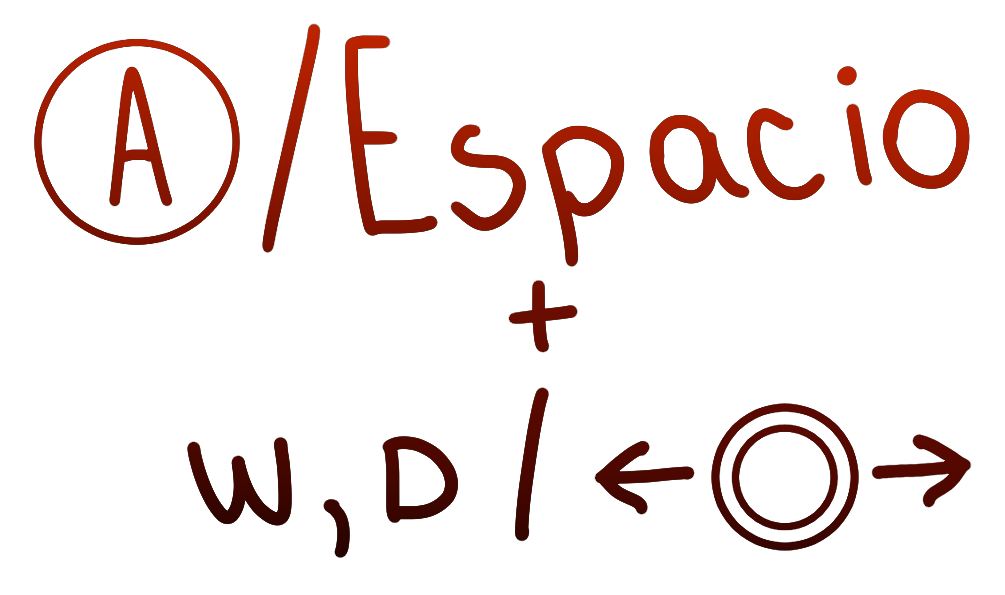 A / Espacio
+
W, D / ← →